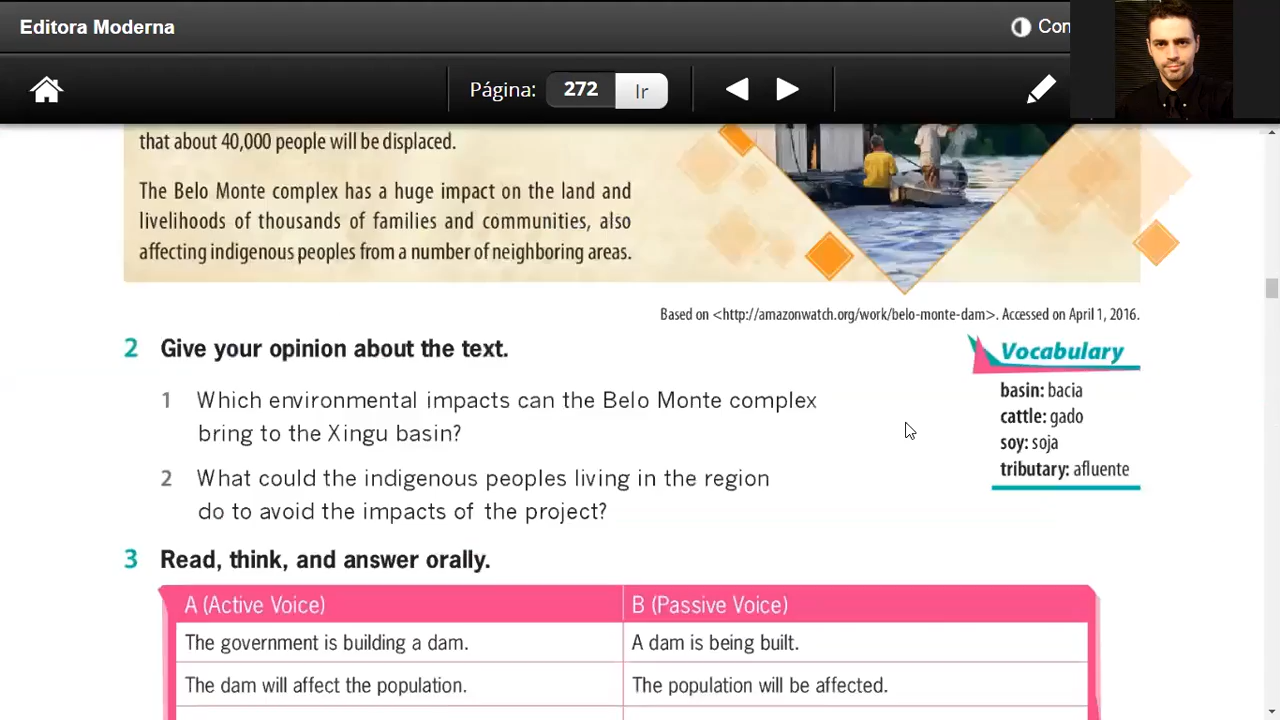 Editora Moderna
Con
Página: 272 Ir
that about 40,000 people will be displaced.
The Belo Monte complex has a huge impact on the land and
livelihoods of thousands of families and communities, also
affecting indigenous peoples from a number of neighboring areas.
Based on <http://amazonwatch.org/work/belo-monte-dam>. Accessed on April 1, 2016.
2 Give your opinion about the text.
1 Which environmental impacts can the Belo Monte complex
bring to the Xingu basin?
2 What could the indigenous peoples living in the region
do to avoid the impacts of the project?
Vocabulary
basin: bacia
cattle: gado
soy: soja
tributary: afluente
3 Read, think, and answer orally.
A (Active Voice) B (Passive Voice)
The government is building a dam. A dam is being built.
The dam will affect the population. The population will be affected.